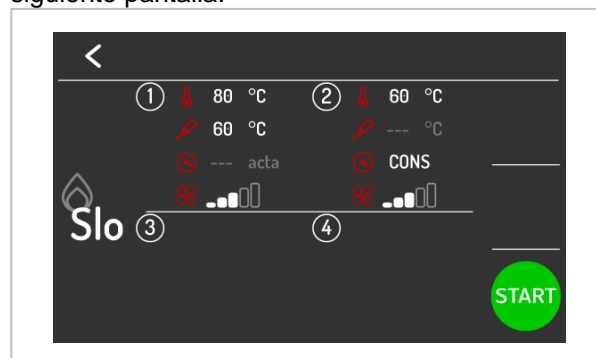 siguiente pantalla:
① 80 °C ② 60 °C
60 °C --- °C
--- acta CONS
Slo ③ ④
START